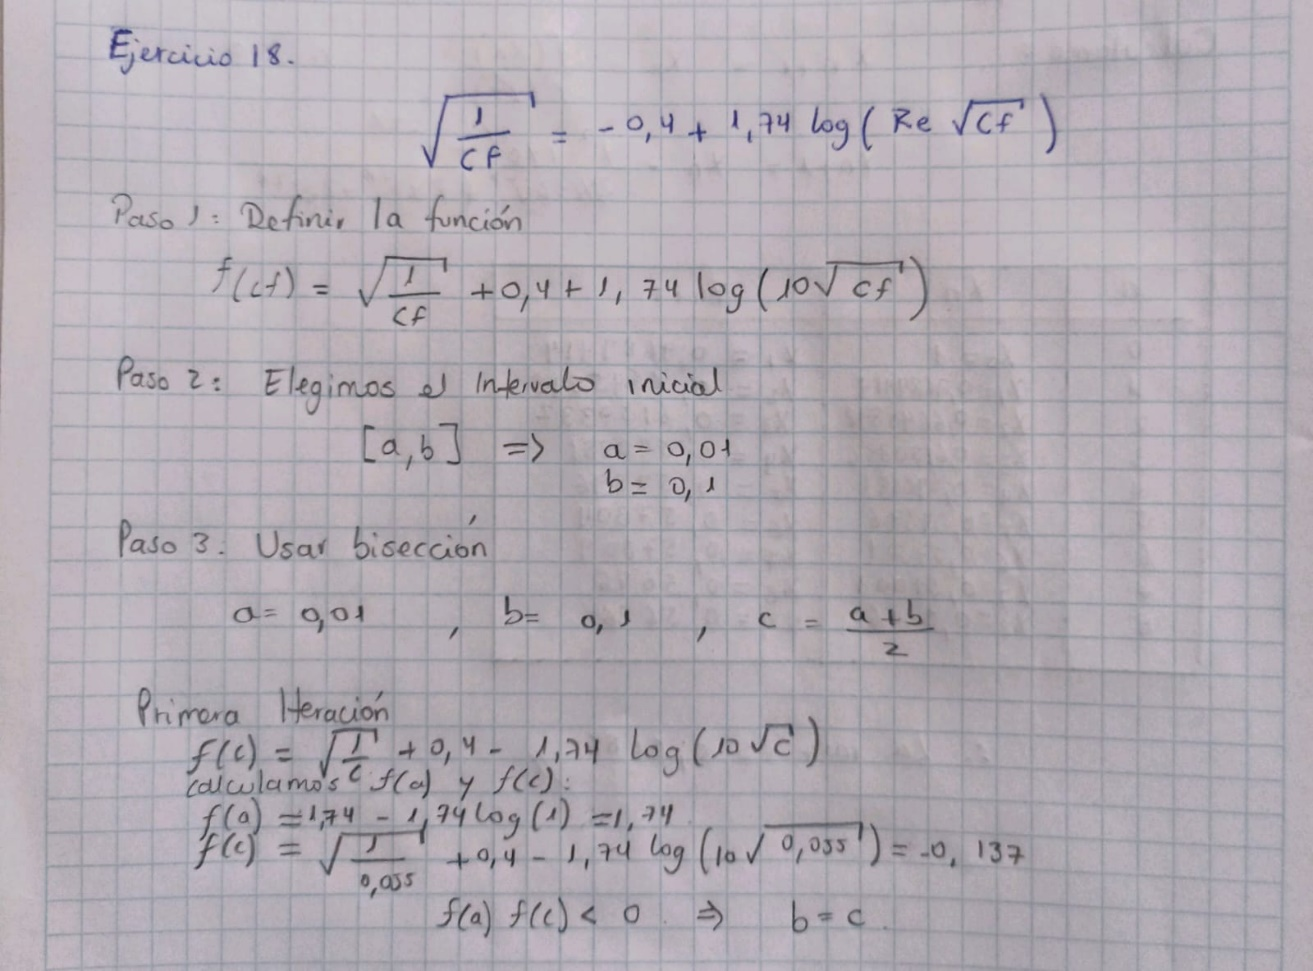 Ejercicio 18.
√(1/Cf) = -0,4 + 1,74 log( Re √Cf )
Paso 1: Definir la función
f(cf) = √(1/cf) +0,4+ 1, 74 log(10√cf)
Paso 2: Elegimos el Intervalo inicial
[a,b] => a = 0,01
b = 0,1
Paso 3: Usar bisección
a = 0,01 , b= 0,1 , c = (a+b)/2
Primera Iteración
f(c) = √(1/c) + 0,4 - 1,74 log(10√c)
calculamos f(a) y f(c):
f(a) = 1,74 - 1,74 log(1) = 1,74
f(c) = √(1/0,055) +0,4 - 1,74 log(10√0,055) = -0, 137
f(a) f(c) < 0 => b = c.